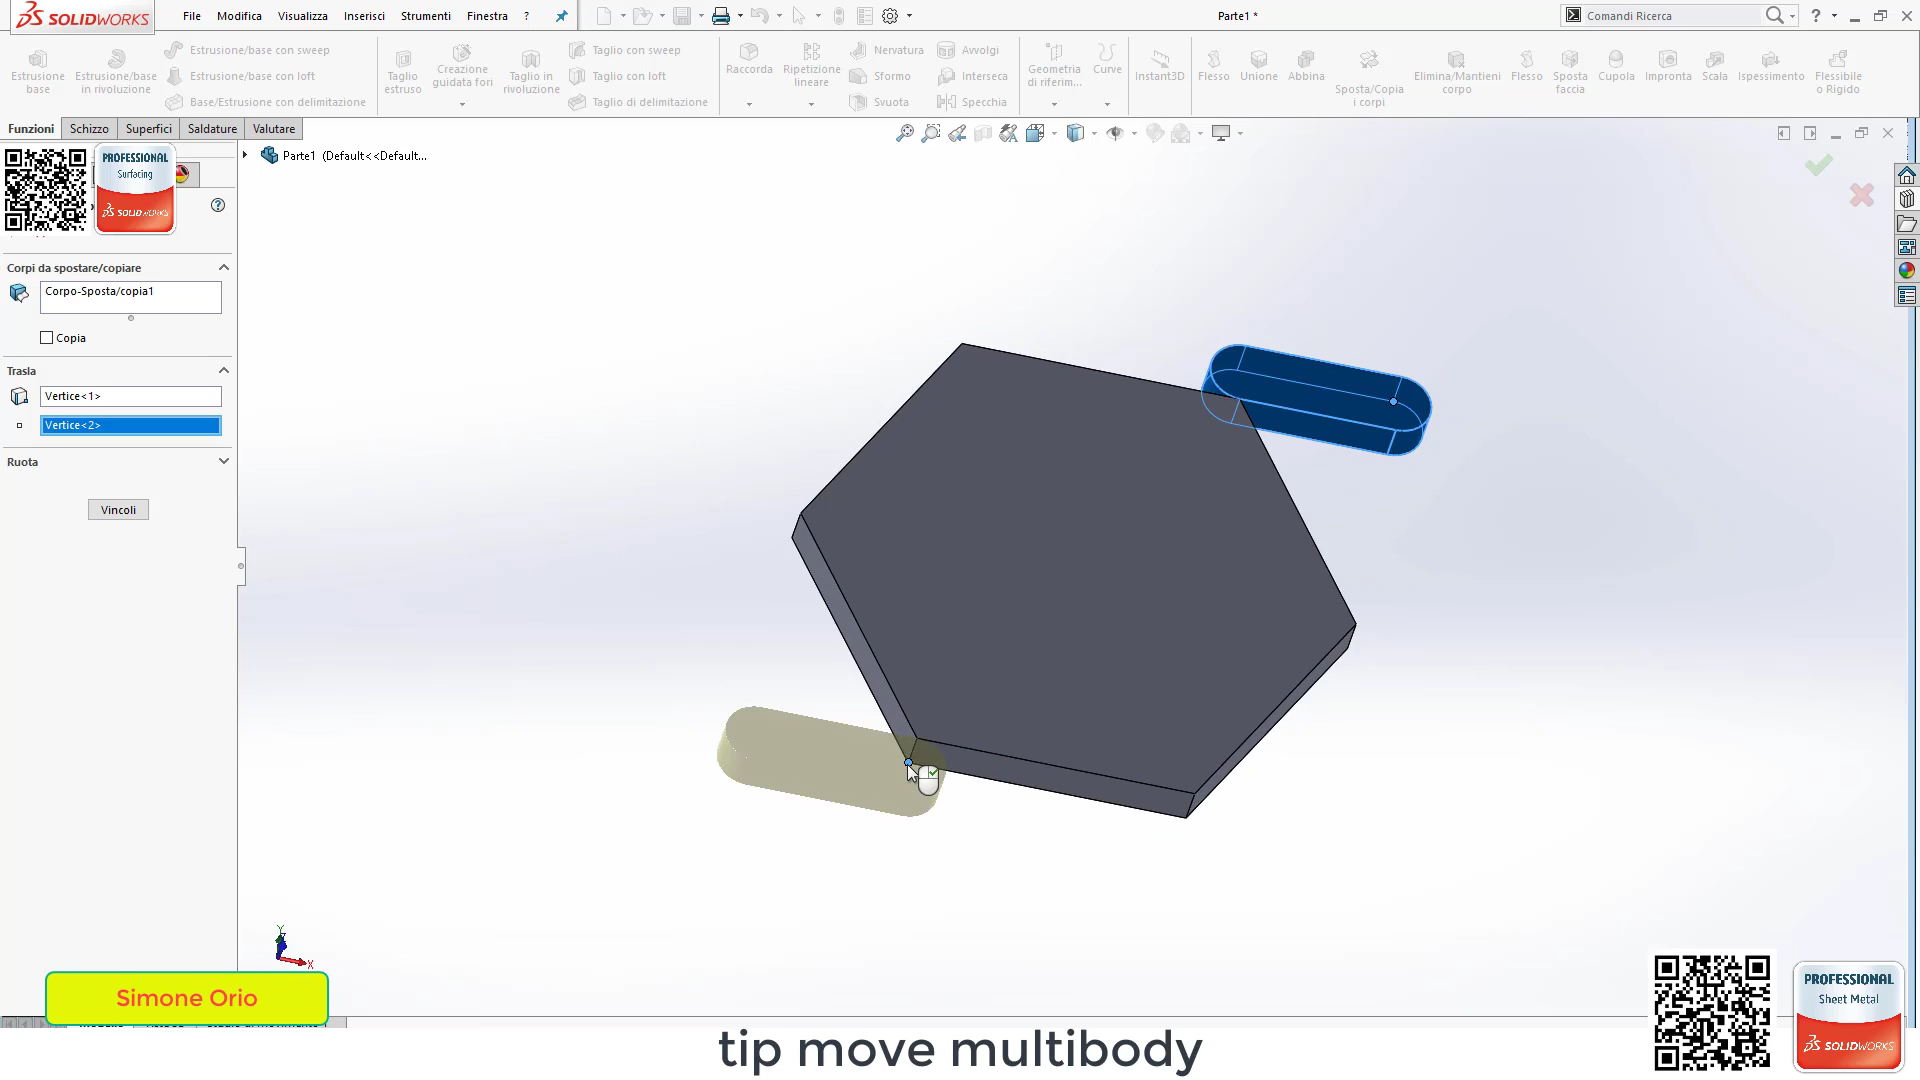 SOLIDWORKS
File Modifica Visualizza Inserisci Strumenti Finestra ?
Parte1 *
Comandi Ricerca
?
Estrusione base
Estrusione/base in rivoluzione
Estrusione/base con sweep
Estrusione/base con loft
Base/Estrusione con delimitazione
Taglio estruso
Creazione guidata fori
Taglio in rivoluzione
Taglio con sweep
Taglio con loft
Taglio di delimitazione
Raccorda
Ripetizione lineare
Nervatura
Sformo
Svuota
Avvolgi
Interseca
Specchia
Geometria di riferim...
Curve
Instant3D
Flesso
Unione
Abbina
Sposta/Copia i corpi
Elimina/Mantieni corpo
Flesso
Sposta faccia
Cupola
Impronta
Scala
Ispessimento
Flessibile o Rigido
Funzioni Schizzo Superfici Saldature Valutare
Parte1 (Default<<Default...
PROFESSIONAL
Surfacing
SOLIDWORKS
?
Corpi da spostare/copiare
Corpo-Sposta/copia1
Copia
Trasla
Vertice<1>
Vertice<2>
Ruota
Vincoli
Y
X
Simone Orio
tip move multibody
PROFESSIONAL
Sheet Metal
SOLIDWORKS